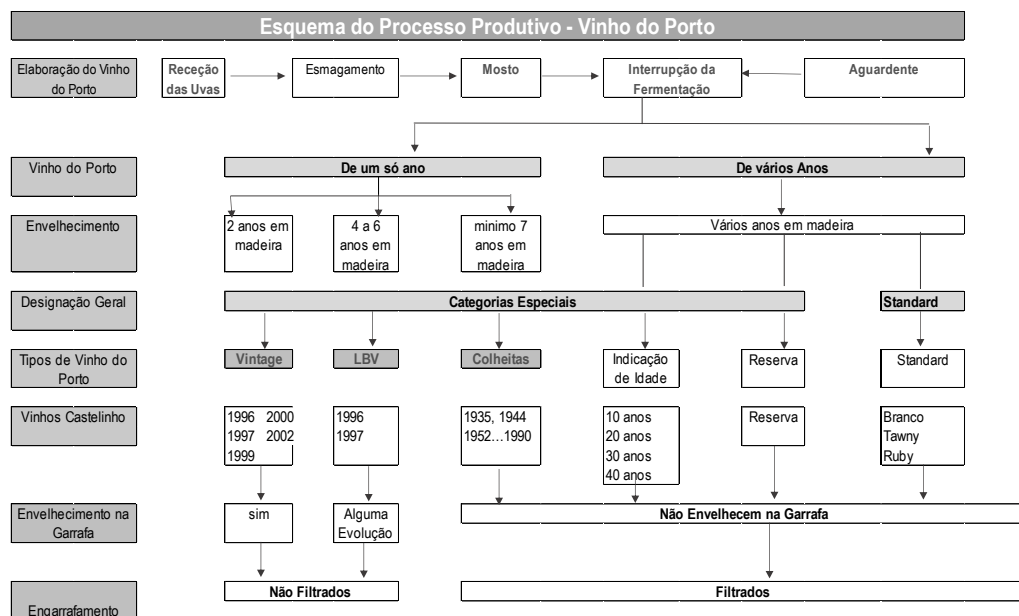 Esquema do Processo Produtivo - Vinho do Porto
Elaboração do Vinho
do Porto
Receção
das Uvas
Esmagamento
Mosto
Interrupção da
Fermentação
Aguardente
Vinho do Porto
De um só ano
De vários Anos
Envelhecimento
2 anos em
madeira
4 a 6
anos em
madeira
minimo 7
anos em
madeira
Vários anos em madeira
Designação Geral
Categorias Especiais
Standard
Tipos de Vinho do
Porto
Vintage
LBV
Colheitas
Indicação
de Idade
Reserva
Standard
Vinhos Castelinho
1996 2000
1997 2002
1999
1996
1997
1935, 1944
1952...1990
10 anos
20 anos
30 anos
40 anos
Reserva
Branco
Tawny
Ruby
Envelhecimento na
Garrafa
sim
Alguma
Evolução
Não Envelhecem na Garrafa
Engarrafamento
Não Filtrados
Filtrados